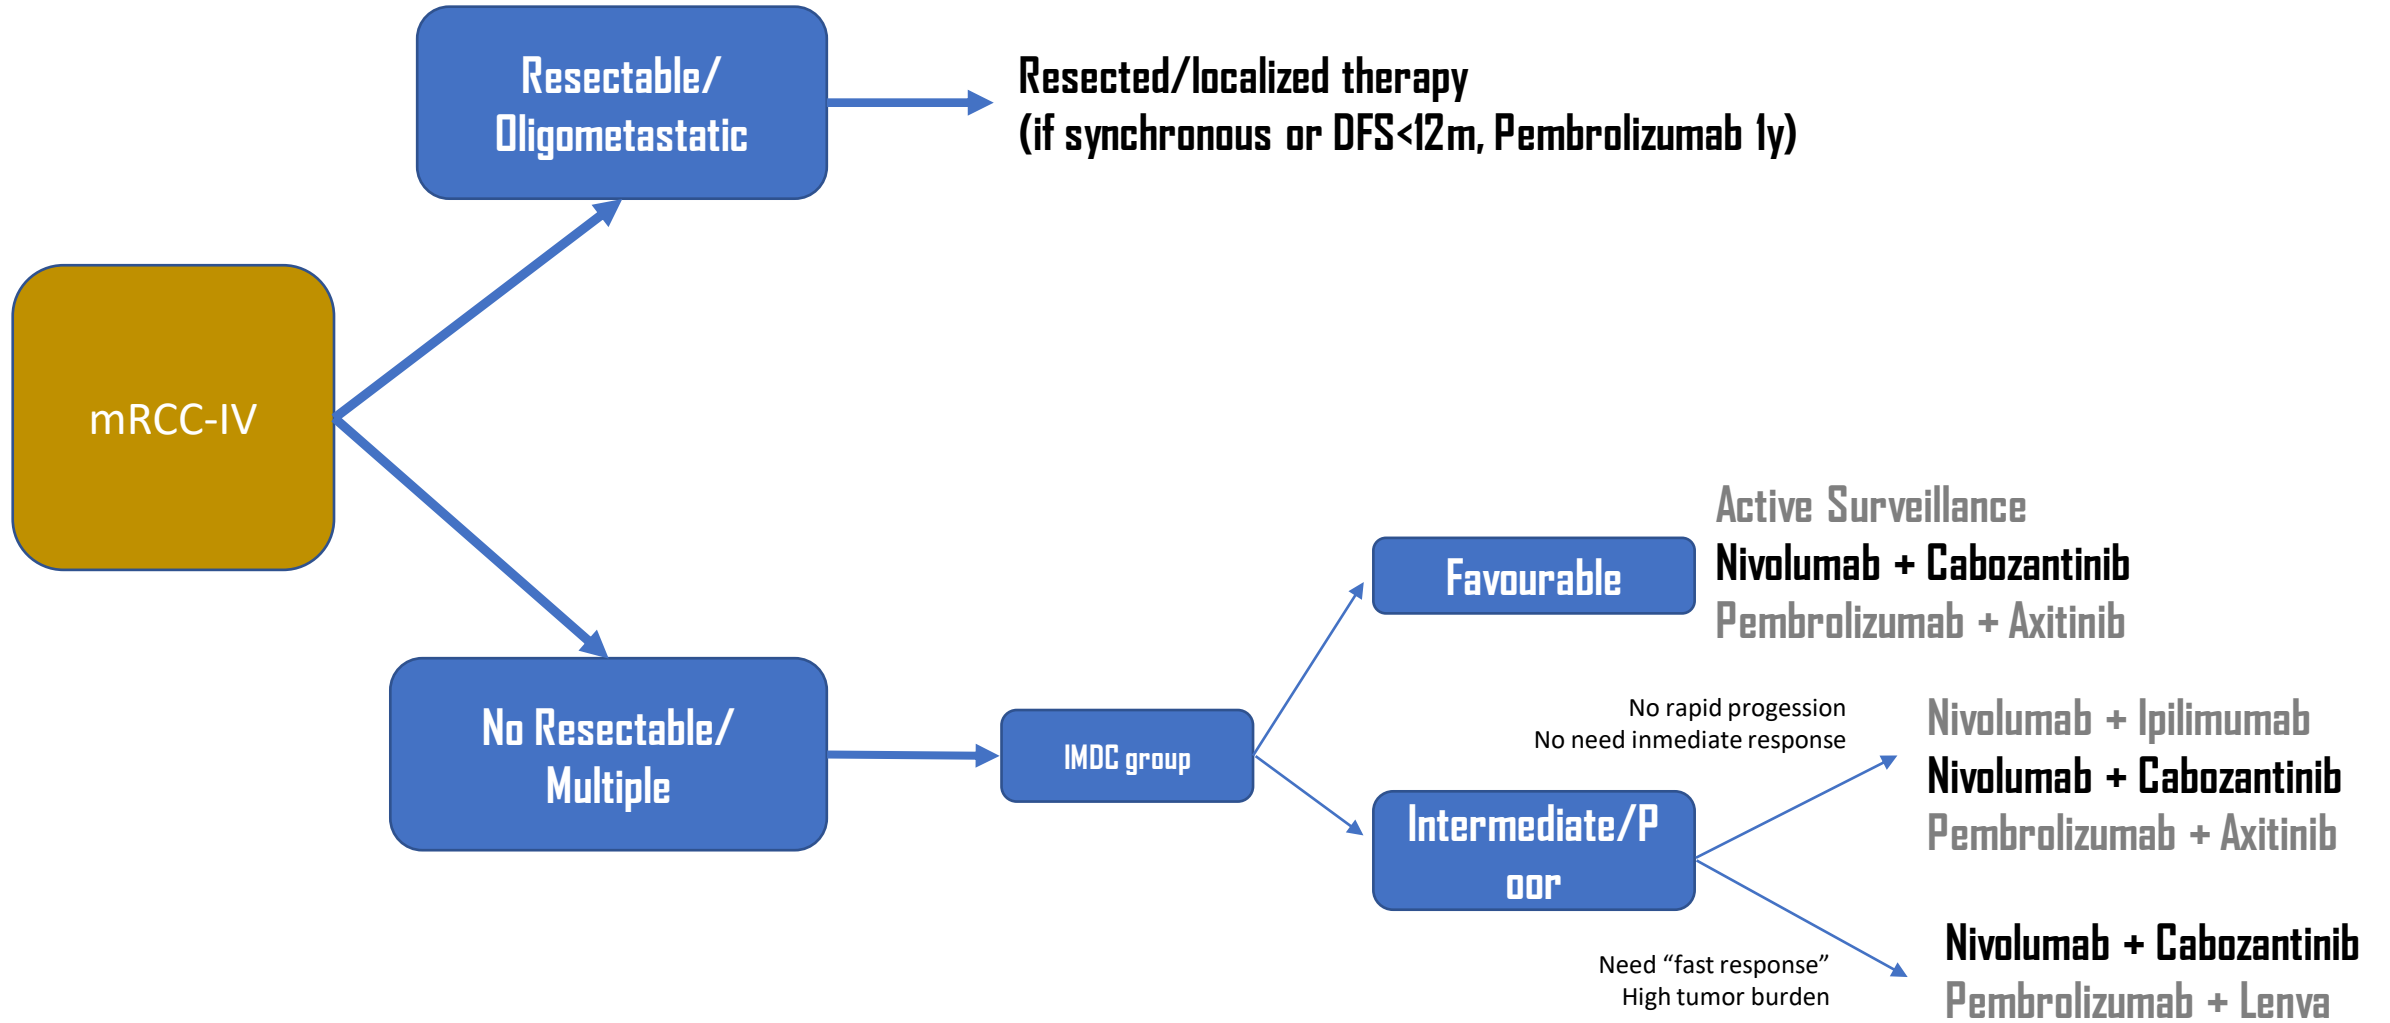 Resectable/
Oligometastatic
Resected/localized therapy
(if synchronous or DFS<12m, Pembrolizumab 1y)
mRCC-IV
No Resectable/
Multiple
IMDC group
Favourable
Active Surveillance
Nivolumab + Cabozantinib
Pembrolizumab + Axitinib
Intermediate/P
oor
No rapid progession
No need inmediate response
Nivolumab + Ipilimumab
Nivolumab + Cabozantinib
Pembrolizumab + Axitinib
Need “fast response”
High tumor burden
Nivolumab + Cabozantinib
Pembrolizumab + Lenva